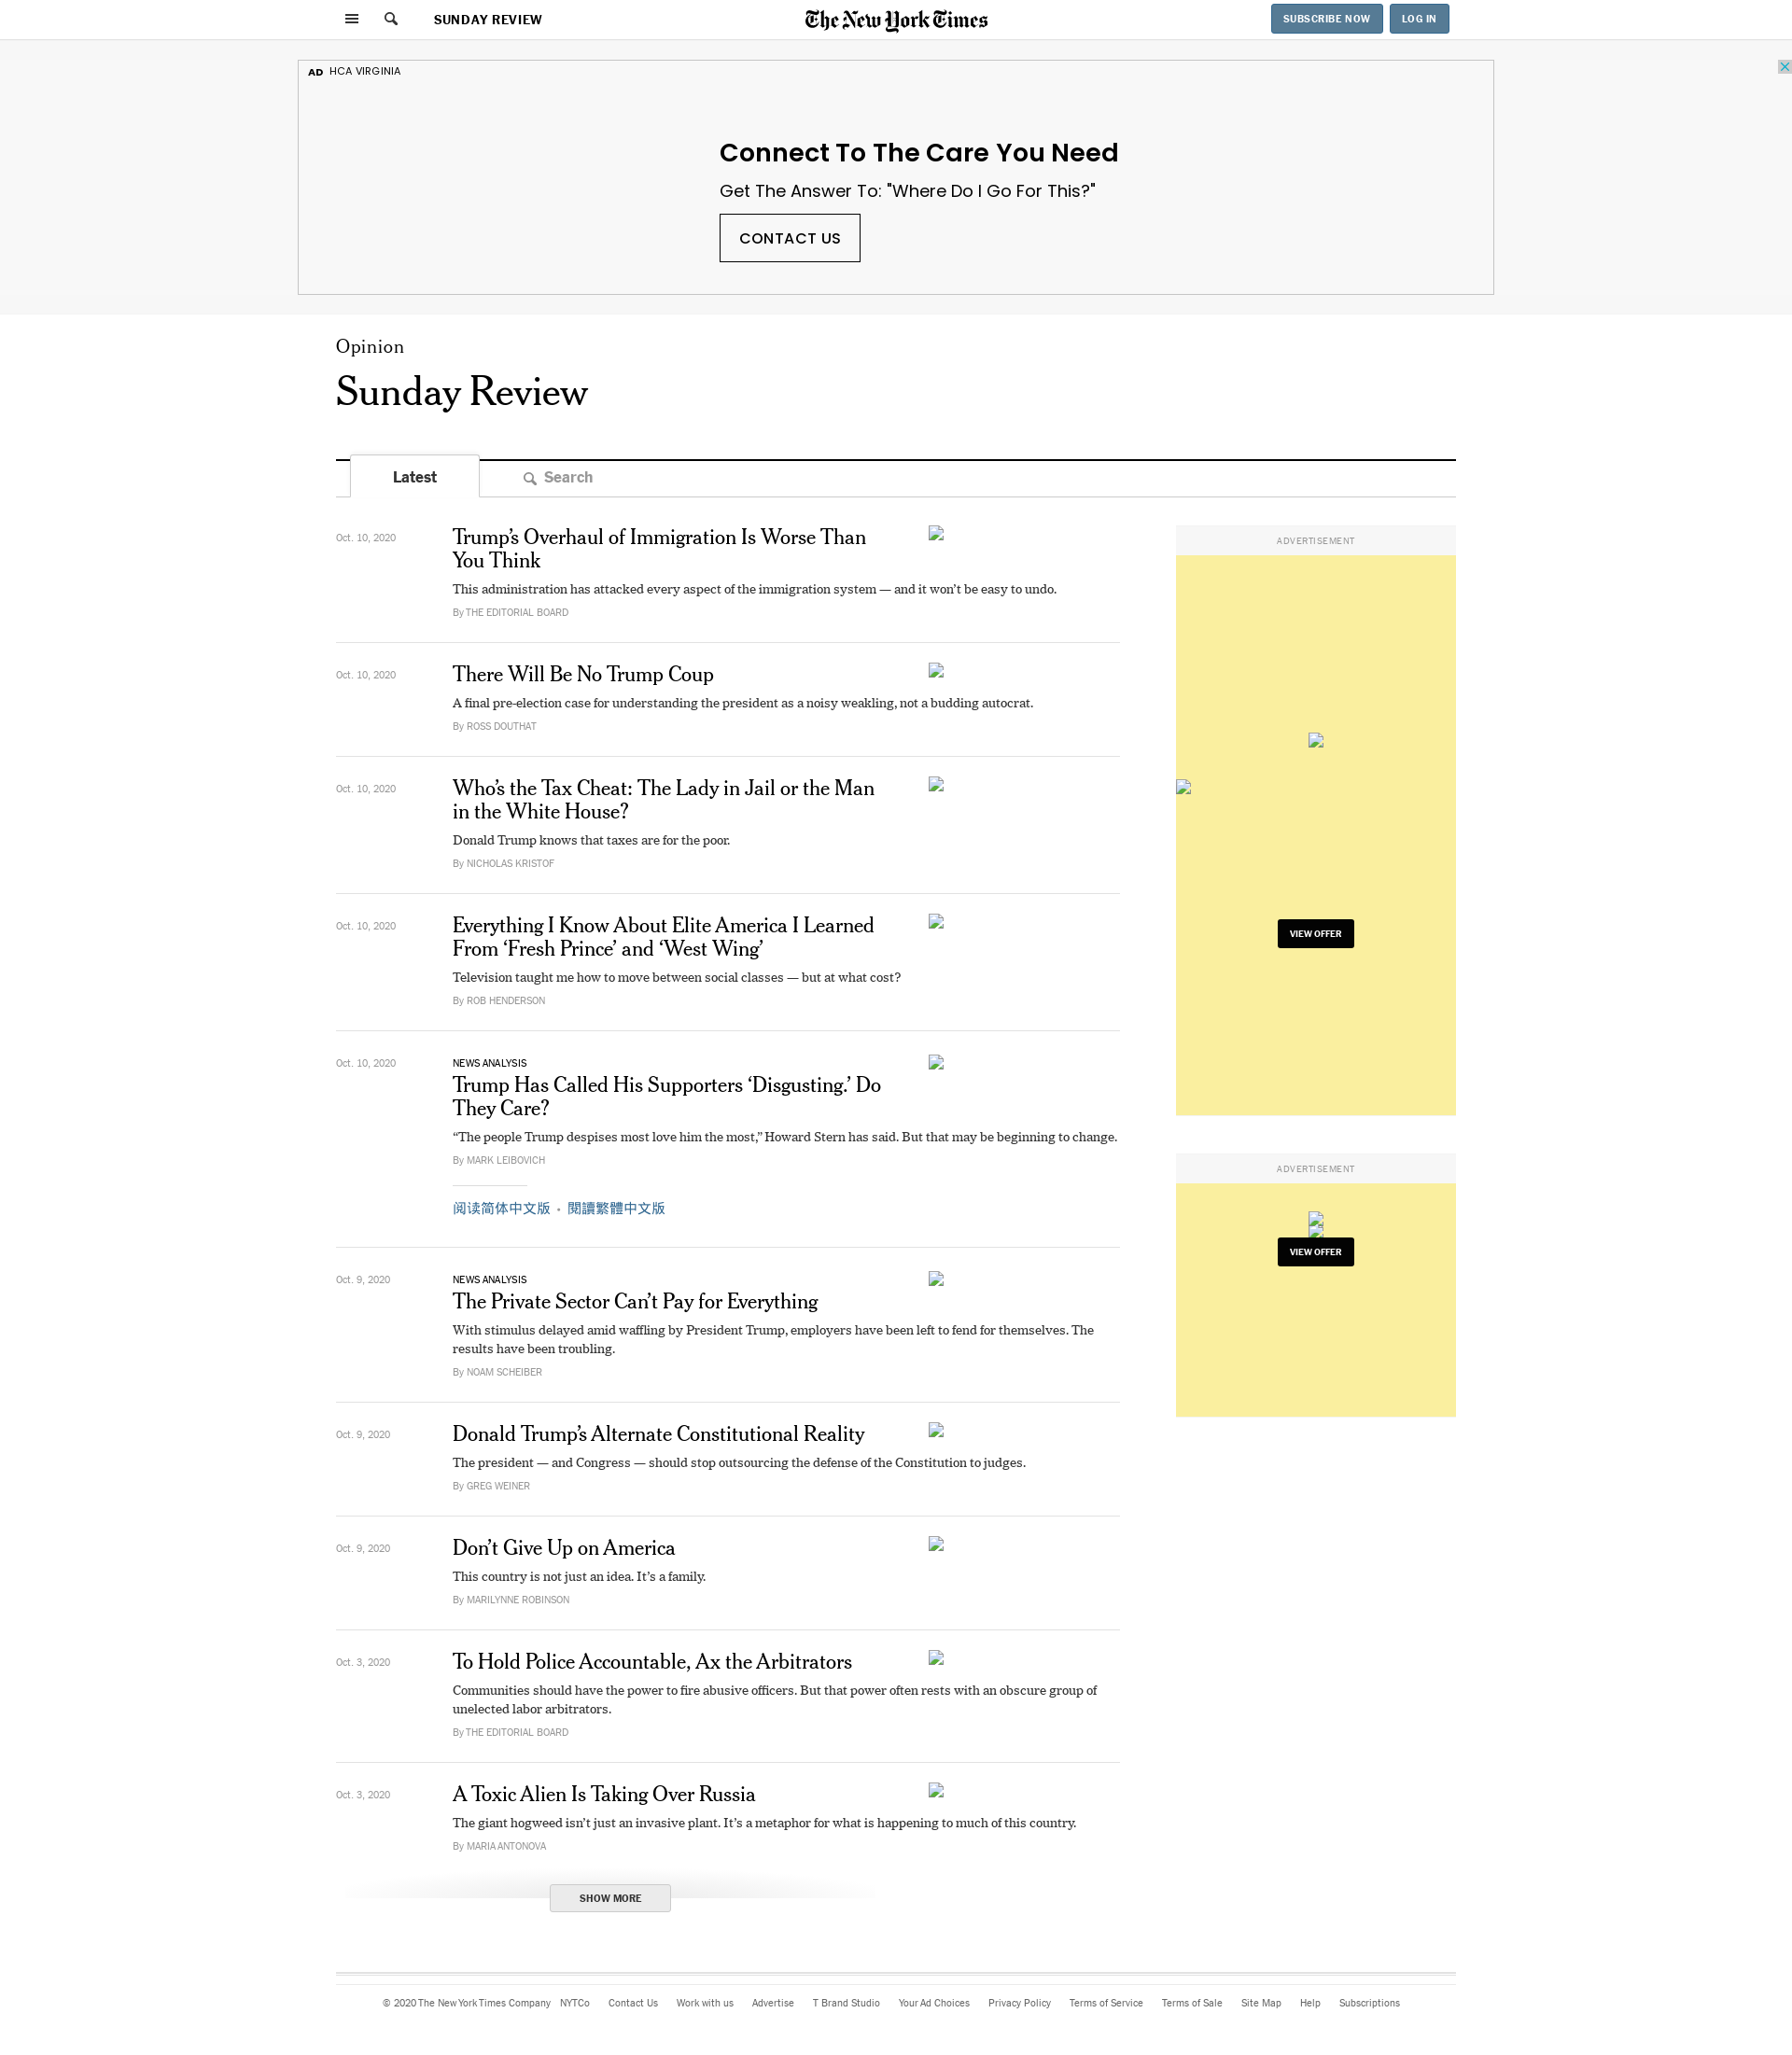 SUNDAY REVIEW
The New York Times
SUBSCRIBE NOW
LOG IN
AD HCA VIRGINIA
Connect To The Care You Need
Get The Answer To: "Where Do I Go For This?"
CONTACT US
Opinion
Sunday Review
Latest
Search
Oct. 10, 2020
Trump’s Overhaul of Immigration Is Worse Than
You Think
This administration has attacked every aspect of the immigration system — and it won’t be easy to undo.
By THE EDITORIAL BOARD
Oct. 10, 2020
There Will Be No Trump Coup
A final pre-election case for understanding the president as a noisy weakling, not a budding autocrat.
By ROSS DOUTHAT
Oct. 10, 2020
Who’s the Tax Cheat: The Lady in Jail or the Man
in the White House?
Donald Trump knows that taxes are for the poor.
By NICHOLAS KRISTOF
Oct. 10, 2020
Everything I Know About Elite America I Learned
From ‘Fresh Prince’ and ‘West Wing’
Television taught me how to move between social classes — but at what cost?
By ROB HENDERSON
Oct. 10, 2020
NEWS ANALYSIS
Trump Has Called His Supporters ‘Disgusting.’ Do
They Care?
“The people Trump despises most love him the most,” Howard Stern has said. But that may be beginning to change.
By MARK LEIBOVICH
阅读简体中文版 • 閱讀繁體中文版
Oct. 9, 2020
NEWS ANALYSIS
The Private Sector Can’t Pay for Everything
With stimulus delayed amid waffling by President Trump, employers have been left to fend for themselves. The
results have been troubling.
By NOAM SCHEIBER
Oct. 9, 2020
Donald Trump’s Alternate Constitutional Reality
The president — and Congress — should stop outsourcing the defense of the Constitution to judges.
By GREG WEINER
Oct. 9, 2020
Don’t Give Up on America
This country is not just an idea. It’s a family.
By MARILYNNE ROBINSON
Oct. 3, 2020
To Hold Police Accountable, Ax the Arbitrators
Communities should have the power to fire abusive officers. But that power often rests with an obscure group of
unelected labor arbitrators.
By THE EDITORIAL BOARD
Oct. 3, 2020
A Toxic Alien Is Taking Over Russia
The giant hogweed isn’t just an invasive plant. It’s a metaphor for what is happening to much of this country.
By MARIA ANTONOVA
SHOW MORE
ADVERTISEMENT
VIEW OFFER
ADVERTISEMENT
VIEW OFFER
© 2020 The New York Times Company NYTCo Contact Us Work with us Advertise T Brand Studio Your Ad Choices Privacy Policy Terms of Service Terms of Sale Site Map Help Subscriptions